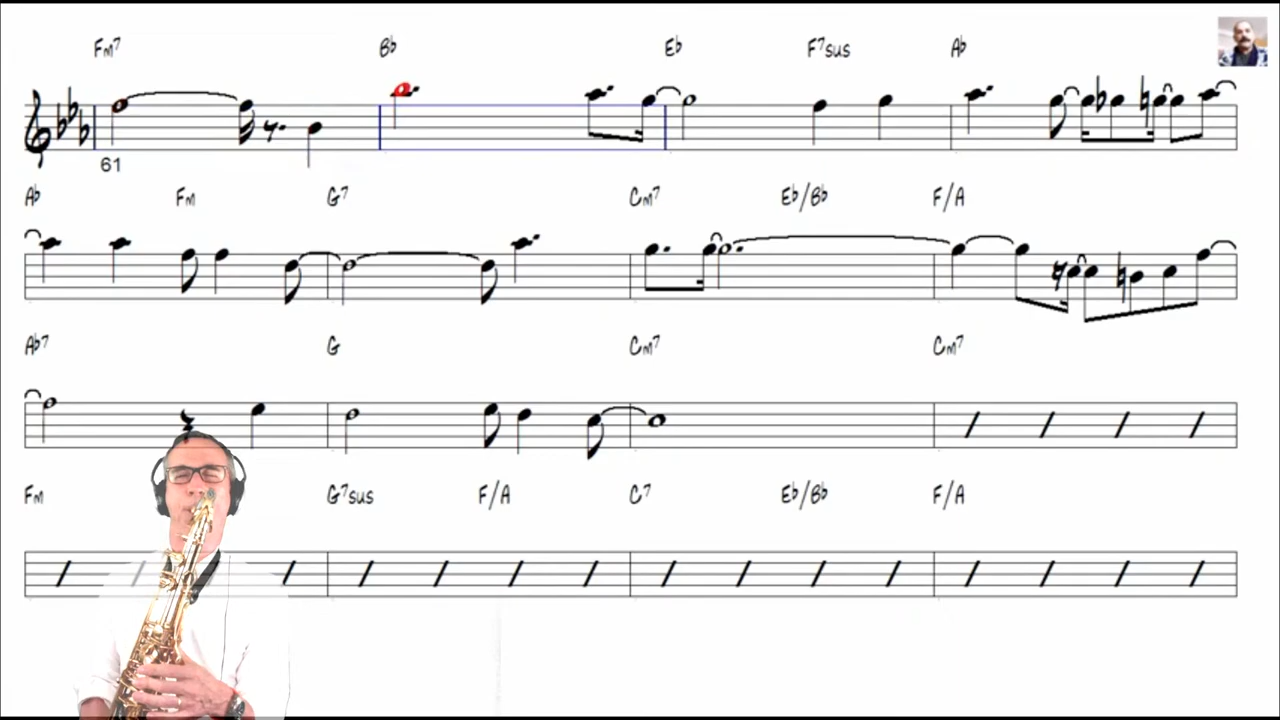 Fm7 Bb Eb F7sus Ab
61
Ab Fm G7 Cm7 Eb/Bb F/A
Ab7 G Cm7 Cm7
Fm G7sus F/A C7 Eb/Bb F/A